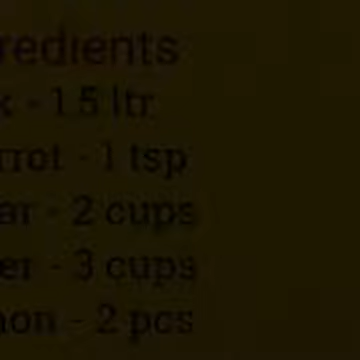 redients
k - 1.5 ltr
rrot - 1 tsp
ar - 2 cups
er - 3 cups
non - 2 pcs